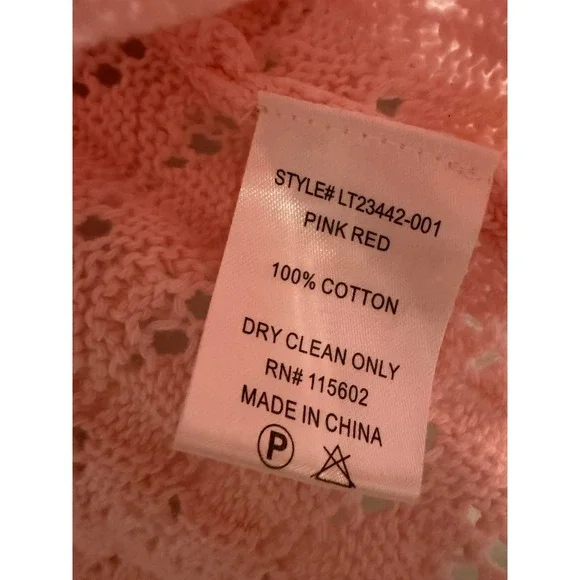 STYLE# LT23442-001
PINK RED
100% COTTON
DRY CLEAN ONLY
RN# 115602
MADE IN CHINA
P